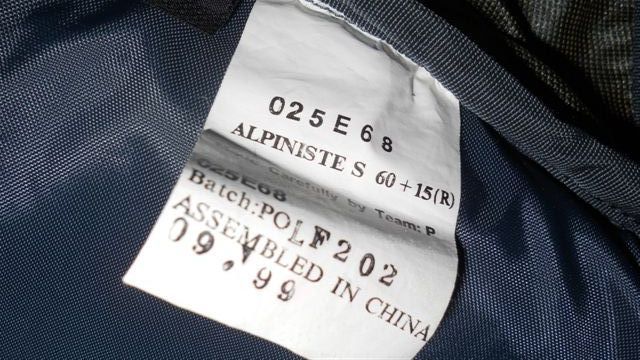 025E68
ALPINISTE S 60+15(R)
Carefully by Team: P
025E68
Batch:POLF202
ASSEMBLED IN CHINA
09.99